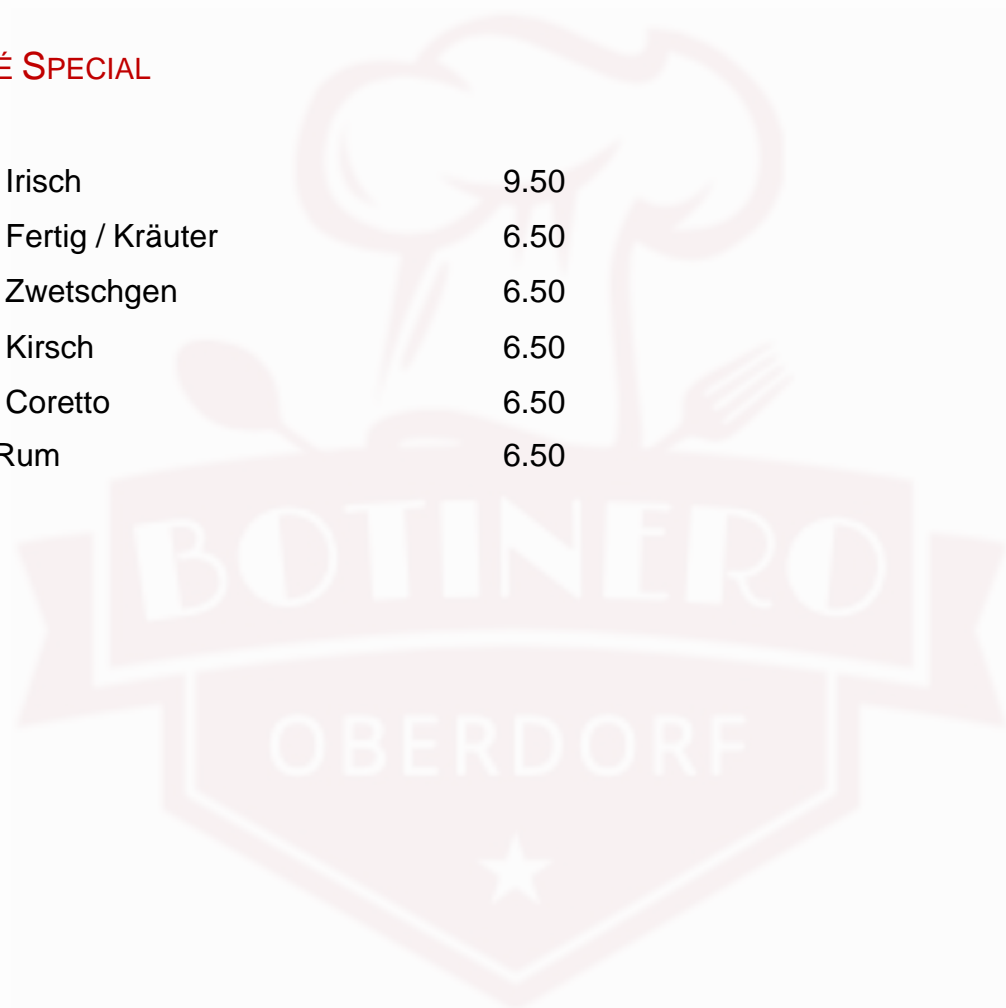 É SPECIAL
Irisch 9.50
Fertig / Kräuter 6.50
Zwetschgen 6.50
Kirsch 6.50
Coretto 6.50
Rum 6.50
BOTINERO
OBERDORF